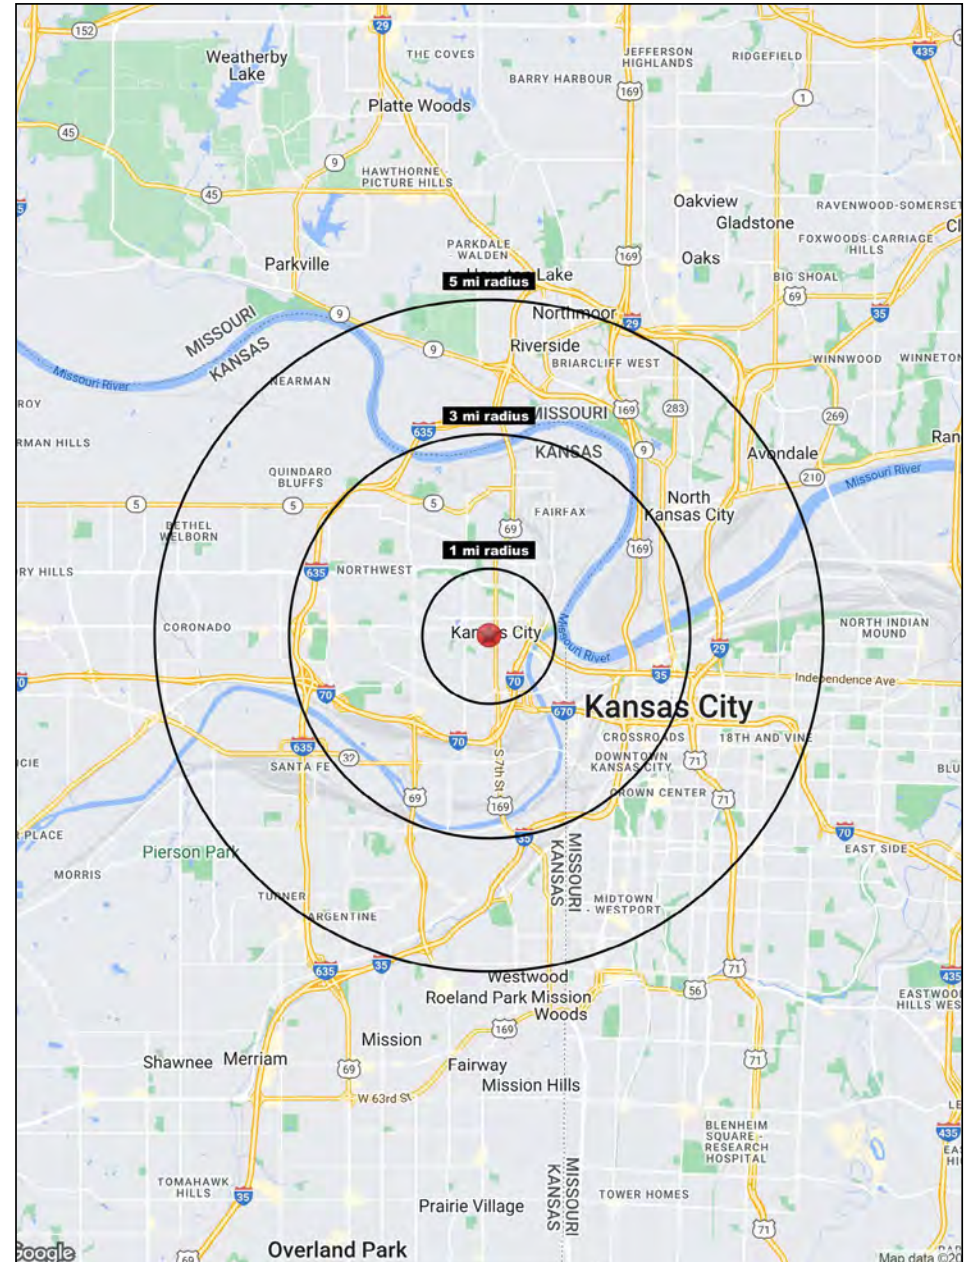 152
29
THE COVES
JEFFERSON
HIGHLANDS
RIDGEFIELD
435
Weatherby
Lake
BARRY HARBOUR
169
1
Platte Woods
45
9
HAWTHORNE
PICTURE HILLS
45
Oakview
Gladstone
RAVENWOOD-SOMERSET
PARKDALE
WALDEN
169
Oaks
FOXWOODS-CARRIAGE
HILLS
Parkville
Lake
BIG SHOAL
5 mi radius
69
9
Northmoor
29
35
MISSOURI
KANSAS
9
Riverside
BRIARCLIFF WEST
WINNWOOD
Missouri River
NEARMAN
3 mi radius
MISSOURI
169
283
269
635
KANSAS
9
Avondale
QUINDARO
BLUFFS
210
Missouri River
5
5
5
North
Kansas City
FAIRFAX
69
BETHEL
WELBORN
1 mi radius
169
635
NORTHWEST
CORONADO
Kansas City
Missouri River
NORTH INDIAN
MOUND
29
70
35
Independence Ave
70
670
Kansas City
70
CROSSROADS
18TH AND VINE
635
32
S 7th St
DOWNTOWN
KANSAS CITY
71
SANTA FE
69
169
CROWN CENTER
71
35
70
PLACE
Pierson Park
MISSOURI
KANSAS
EAST SIDE
MORRIS
TURNER
MIDTOWN
- WESTPORT
ARGENTINE
635
35
71
435
Westwood
56
Roeland Park
Mission
Woods
EASTWOOD
HILLS WES
169
Mission
Shawnee
Merriam
69
Fairway
71
Mission Hills
W 63rd St
BLENHEIM
SQUARE -
RESEARCH
HOSPITAL
435
TOMAHAWK
HILLS
35
MISSOURI
KANSAS
TOWER HOMES
Prairie Village
71
Overland Park
69
Google
Map data ©20